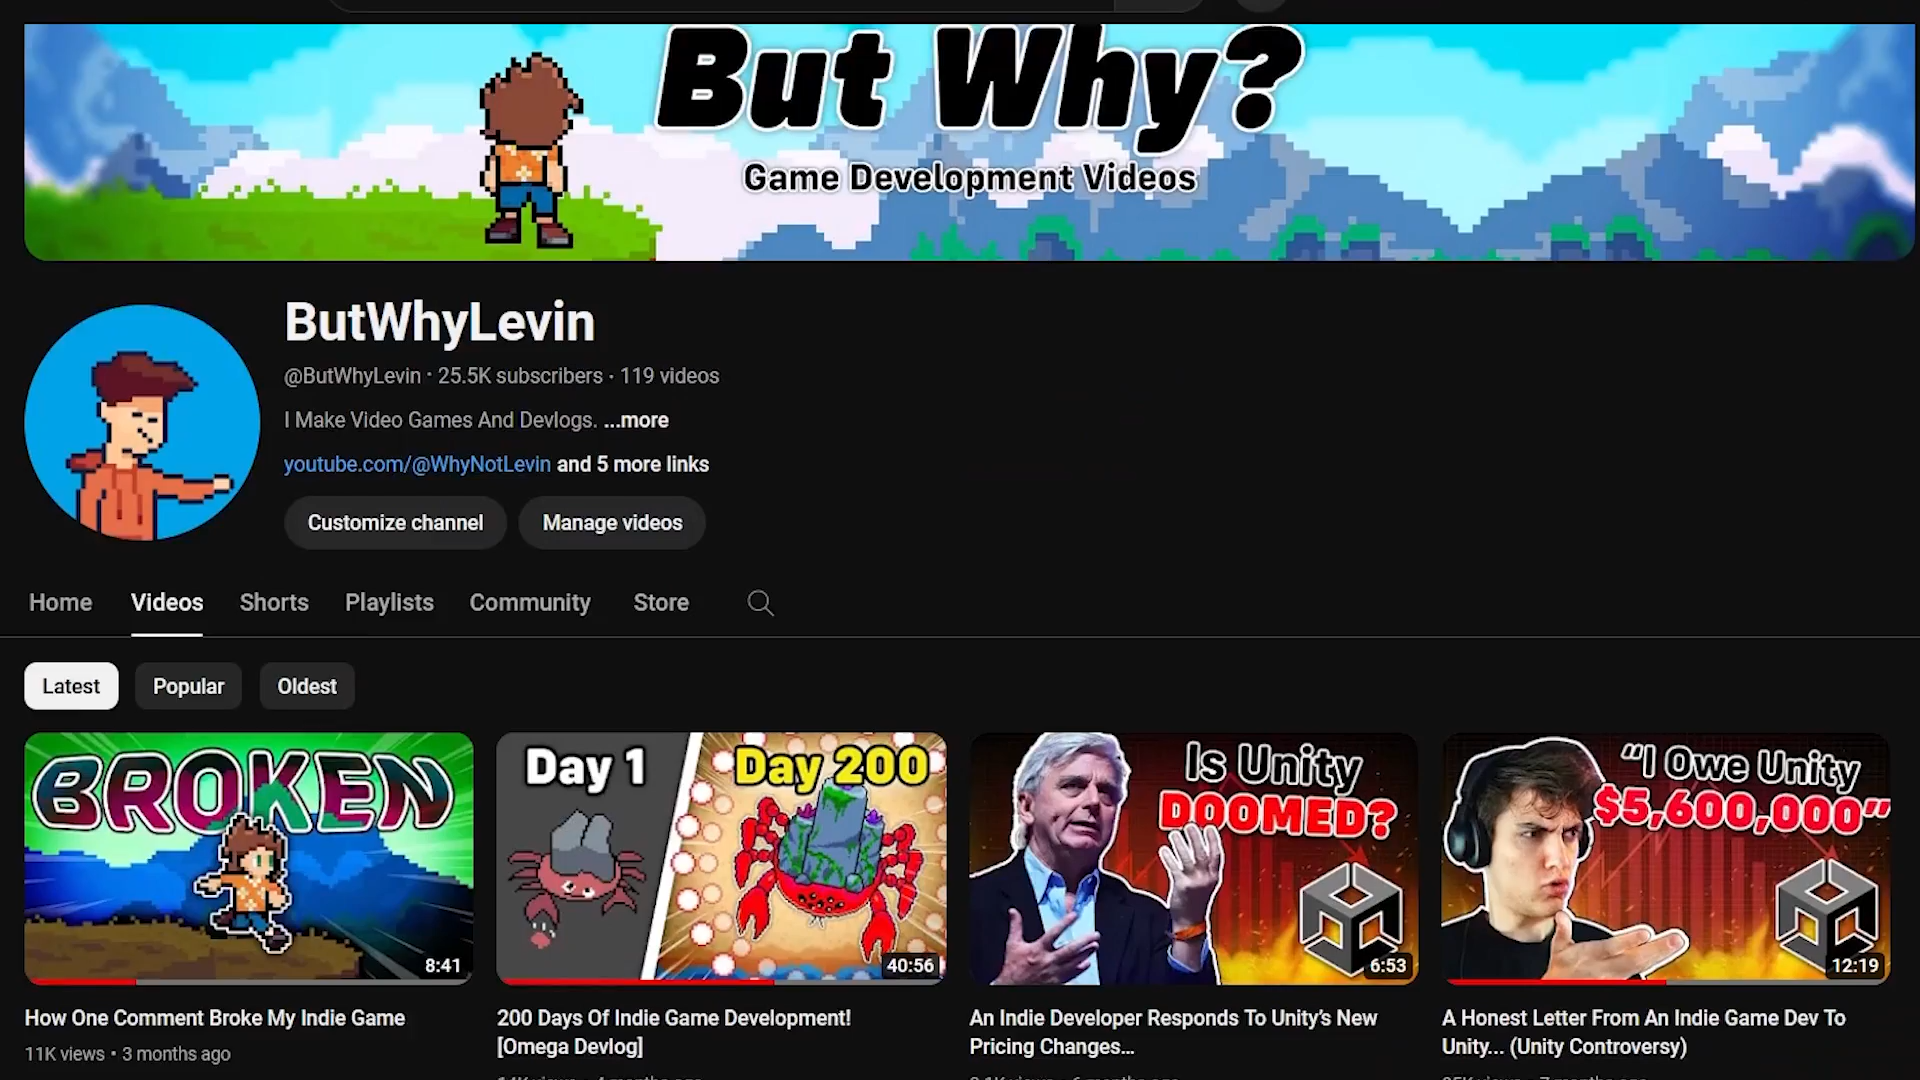 But Why?
Game Development Videos
ButWhyLevin
@ButWhyLevin · 25.5K subscribers · 119 videos
I Make Video Games And Devlogs. ...more
youtube.com/@WhyNotLevin and 5 more links
Customize channel Manage videos
Home Videos Shorts Playlists Community Store
Latest Popular Oldest
BROKEN
8:41
Day 1 Day 200
40:56
Is Unity
DOOMED?
6:53
“I Owe Unity
$5,600,000”
12:19
How One Comment Broke My Indie Game
11K views • 3 months ago
200 Days Of Indie Game Development!
[Omega Devlog]
An Indie Developer Responds To Unity’s New
Pricing Changes...
A Honest Letter From An Indie Game Dev To
Unity... (Unity Controversy)